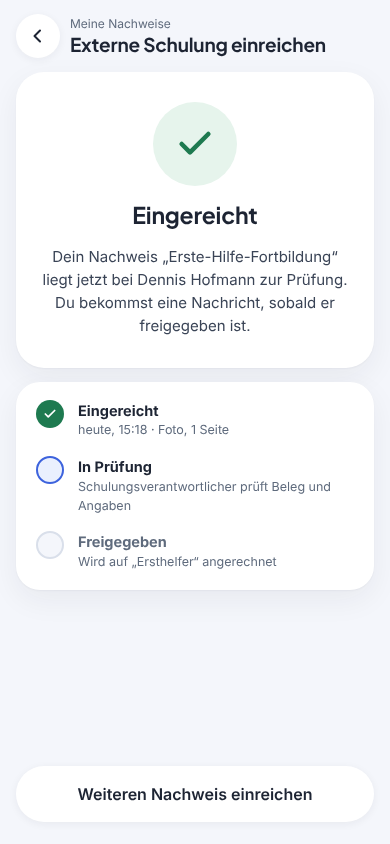 Meine Nachweise
Externe Schulung einreichen
Eingereicht
Dein Nachweis „Erste-Hilfe-Fortbildung“
liegt jetzt bei Dennis Hofmann zur Prüfung.
Du bekommst eine Nachricht, sobald er
freigegeben ist.
Eingereicht
heute, 15:18 · Foto, 1 Seite
In Prüfung
Schulungsverantwortlicher prüft Beleg und
Angaben
Freigegeben
Wird auf „Ersthelfer“ angerechnet
Weiteren Nachweis einreichen